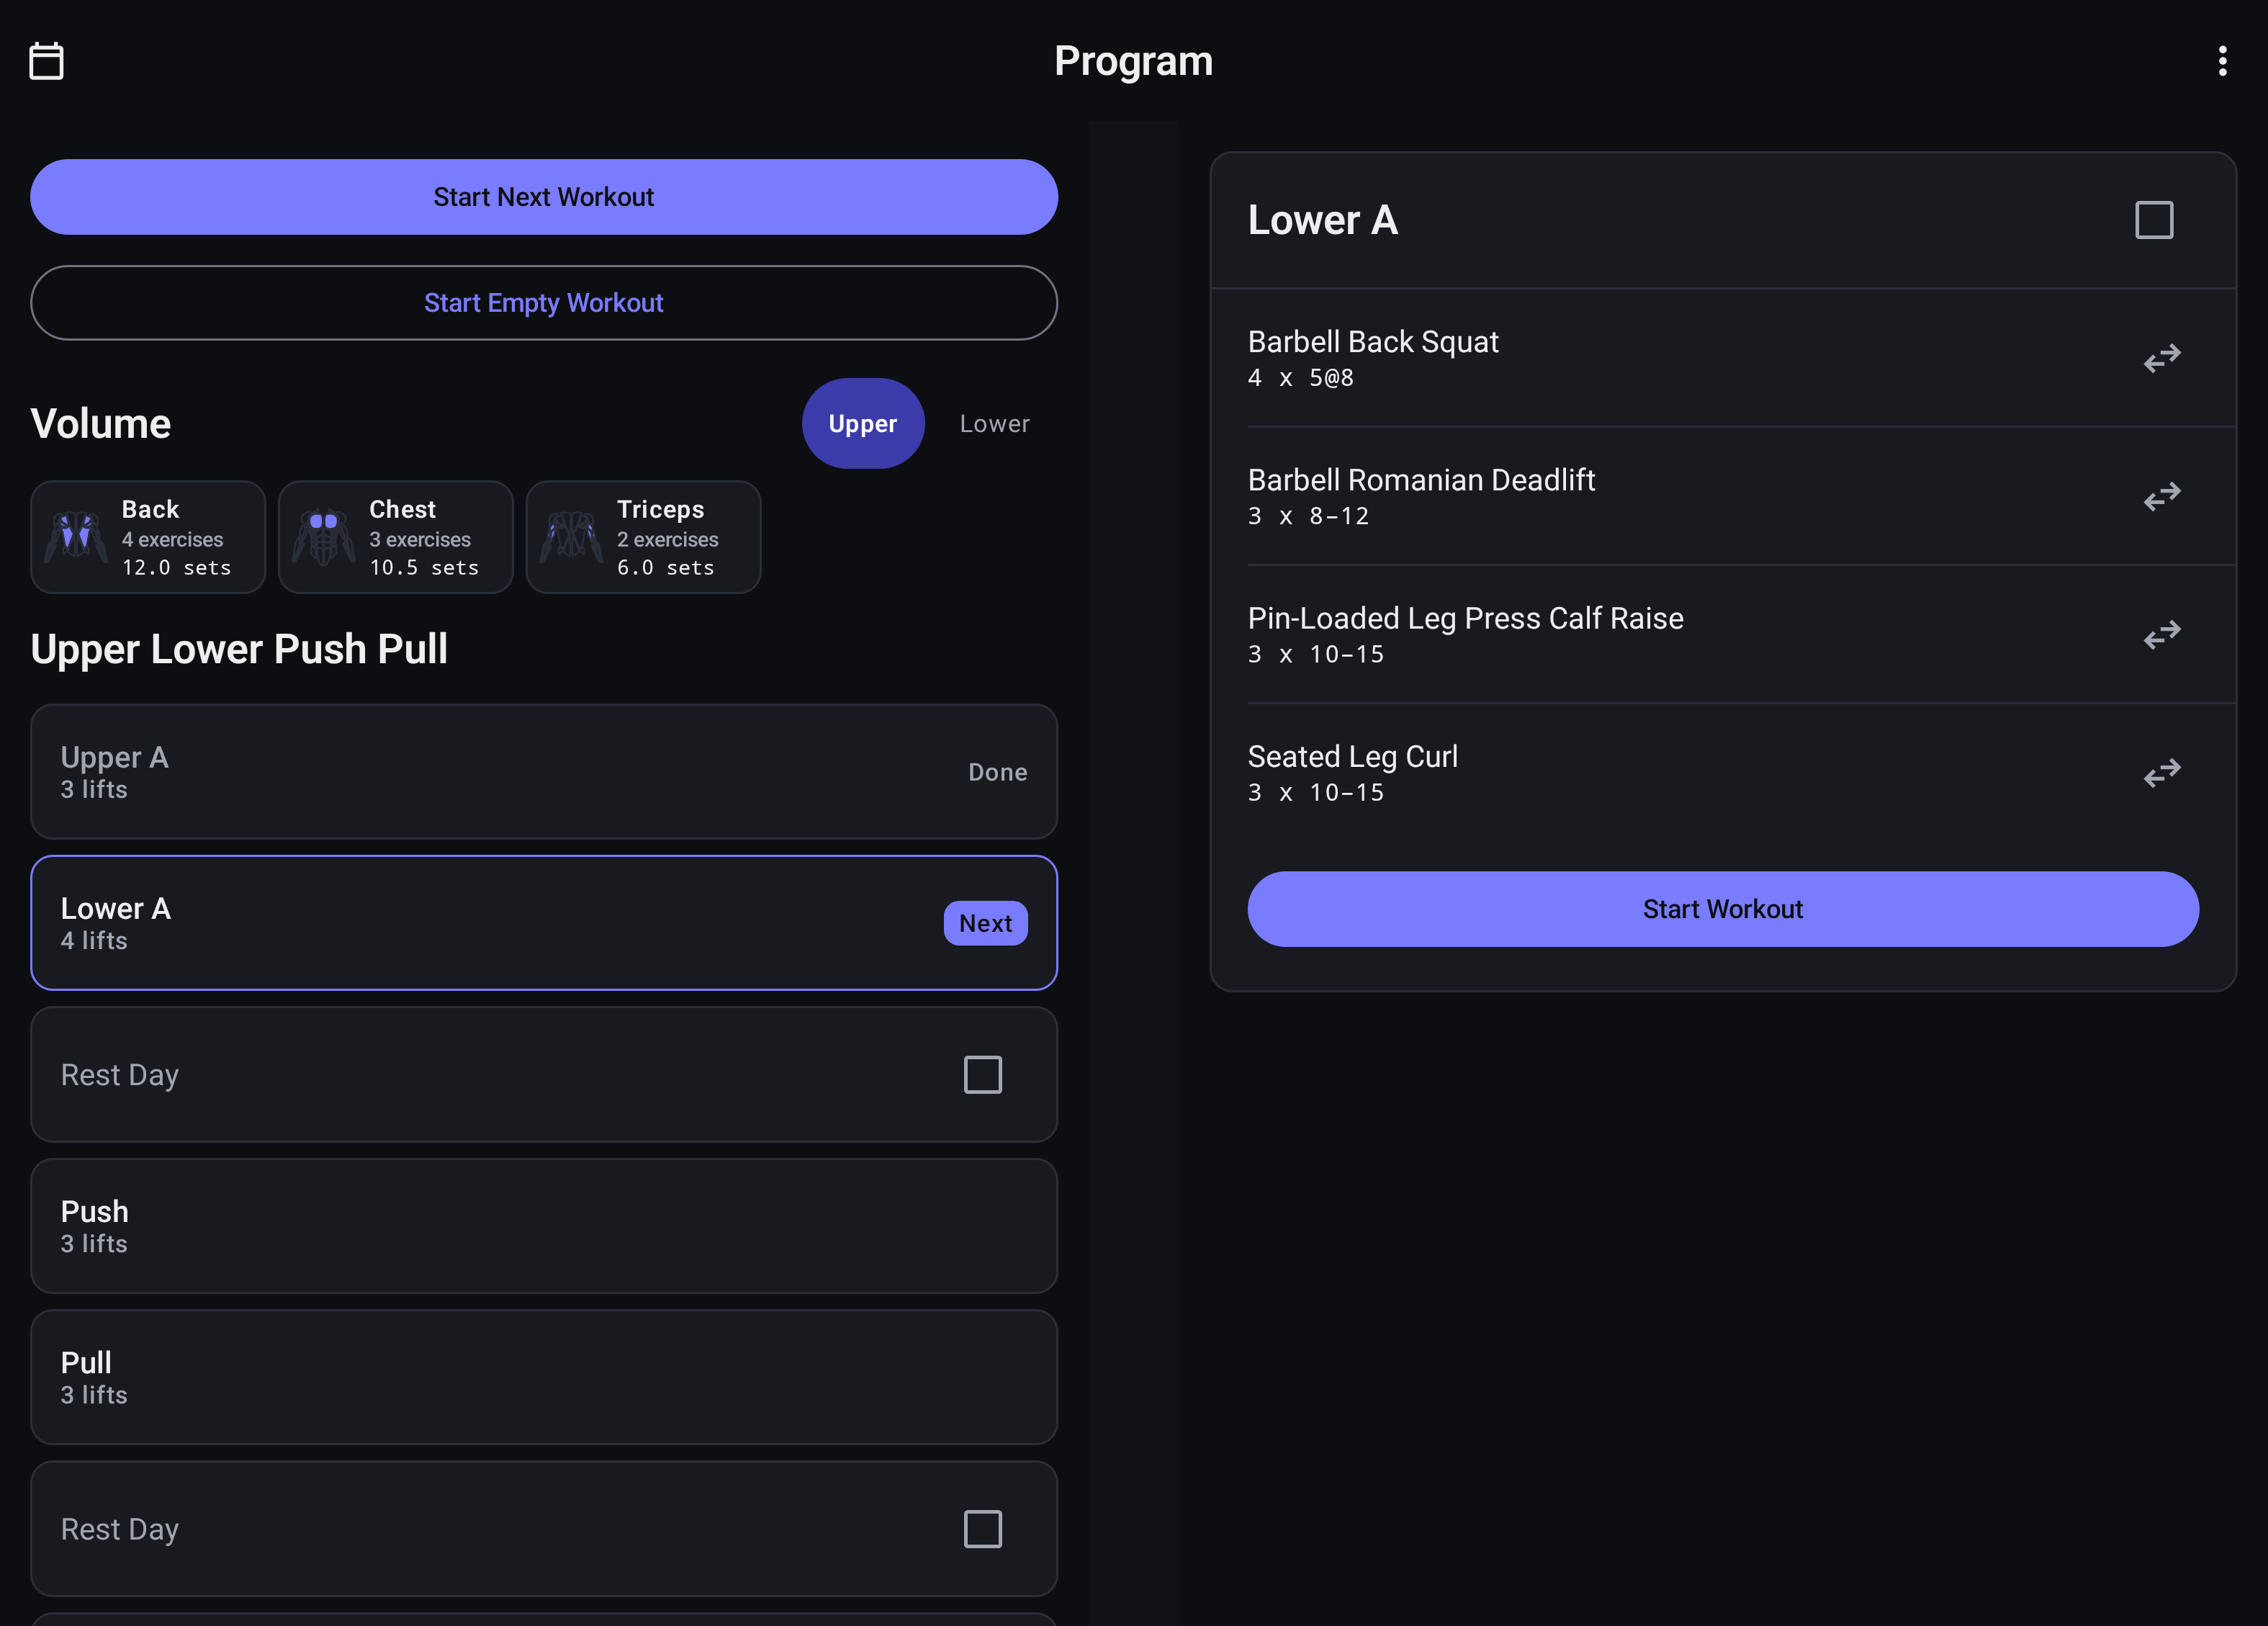 Program
Start Next Workout
Start Empty Workout
Volume
Upper
Lower
Back
4 exercises
12.0 sets
Chest
3 exercises
10.5 sets
Triceps
2 exercises
6.0 sets
Upper Lower Push Pull
Upper A
3 lifts
Done
Lower A
4 lifts
Next
Rest Day
Push
3 lifts
Pull
3 lifts
Rest Day
Lower A
Barbell Back Squat
4 x 5@8
Barbell Romanian Deadlift
3 x 8–12
Pin-Loaded Leg Press Calf Raise
3 x 10–15
Seated Leg Curl
3 x 10–15
Start Workout